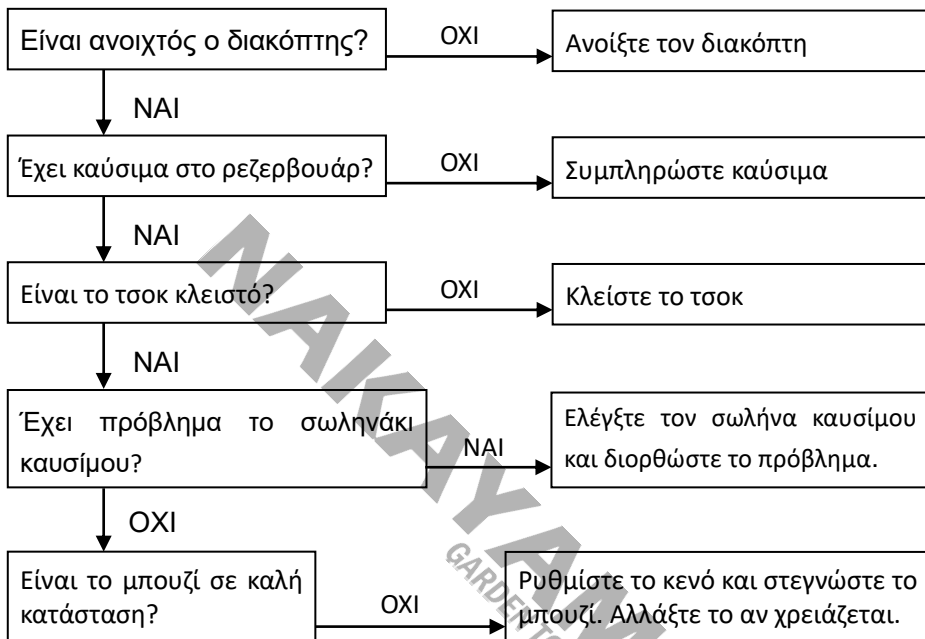 Είναι ανοιχτός ο διακόπτης?
ΟΧΙ
Ανοίξτε τον διακόπτη
ΝΑΙ
Έχει καύσιμα στο ρεζερβουάρ?
ΟΧΙ
Συμπληρώστε καύσιμα
ΝΑΙ
Είναι το τσοκ κλειστό?
ΟΧΙ
Κλείστε το τσοκ
ΝΑΙ
Έχει πρόβλημα το σωληνάκι
καυσίμου?
ΝΑΙ
Ελέγξτε τον σωλήνα καυσίμου
και διορθώστε το πρόβλημα.
ΟΧΙ
Είναι το μπουζί σε καλή
κατάσταση?
ΟΧΙ
Ρυθμίστε το κενό και στεγνώστε το
μπουζί. Αλλάξτε το αν χρειάζεται.
NAKAYAM
GARDEN TO